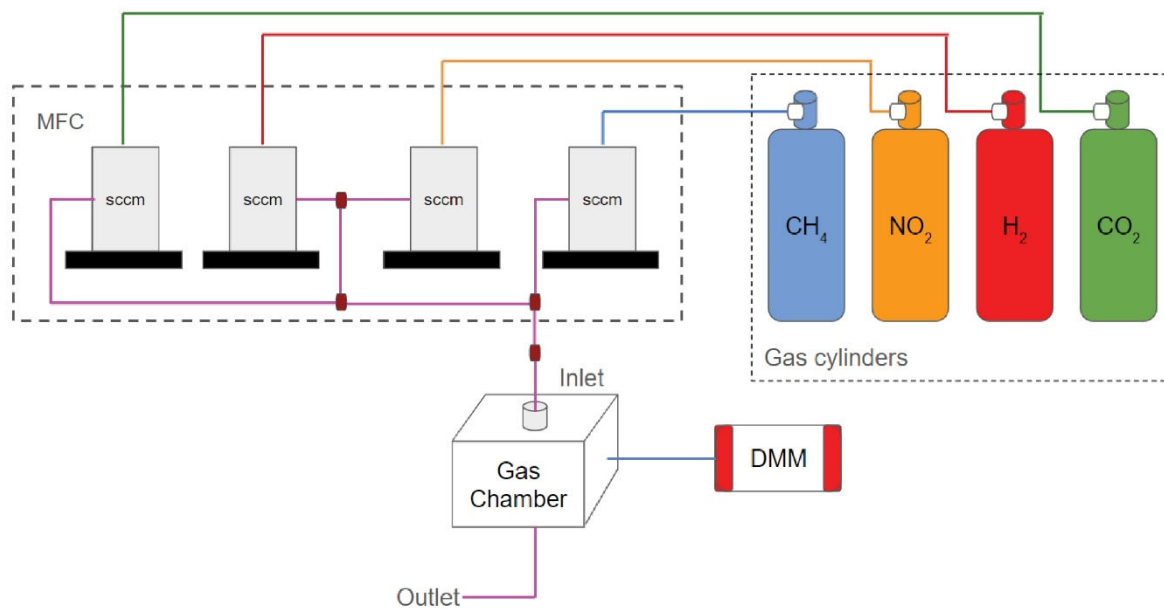 MFC
sccm
sccm
sccm
sccm
CH₄
NO₂
H₂
CO₂
Gas cylinders
Inlet
Gas
Chamber
DMM
Outlet